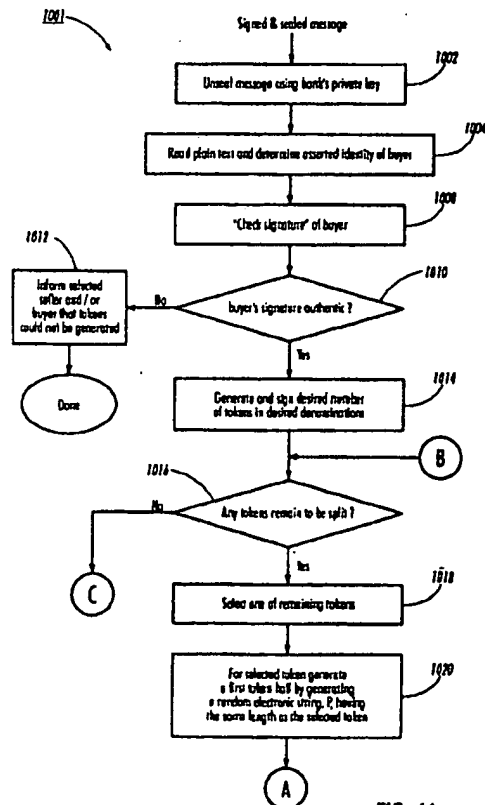 1001
Signed & sealed message
1002
Unseal message using bank's private key
1004
Read plain text and determine asserted identity of buyer
1008
"Check signature" of buyer
1012
1010
Inform selected
seller and / or
buyer that tokens
could not be generated
No
buyer's signature authentic ?
Yes
Done
1014
Generate and sign desired number
of tokens in desired denominations
B
1016
No
Any tokens remain to be split ?
Yes
C
1018
Select one of remaining tokens
1020
For selected token generate
a first token half by generating
a random electronic string, P, having
the same length as the selected token
A